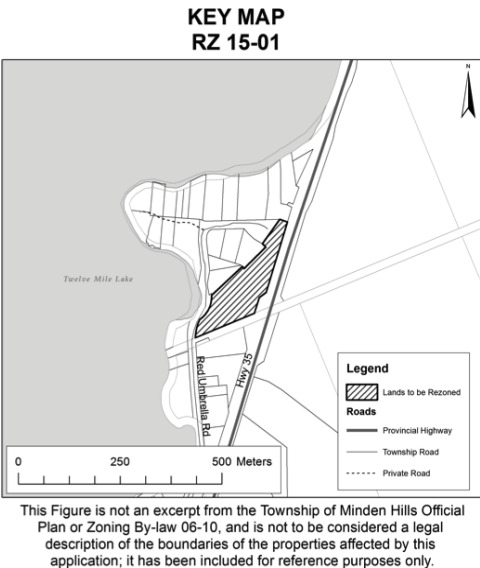 KEY MAP
RZ 15-01
N
Twelve Mile Lake
Red Umbrella Rd
Hwy 35
Legend
Lands to be Rezoned
Roads
Provincial Highway
Township Road
Private Road
0 250 500 Meters
This Figure is not an excerpt from the Township of Minden Hills Official
Plan or Zoning By-law 06-10, and is not to be considered a legal
description of the boundaries of the properties affected by this
application; it has been included for reference purposes only.